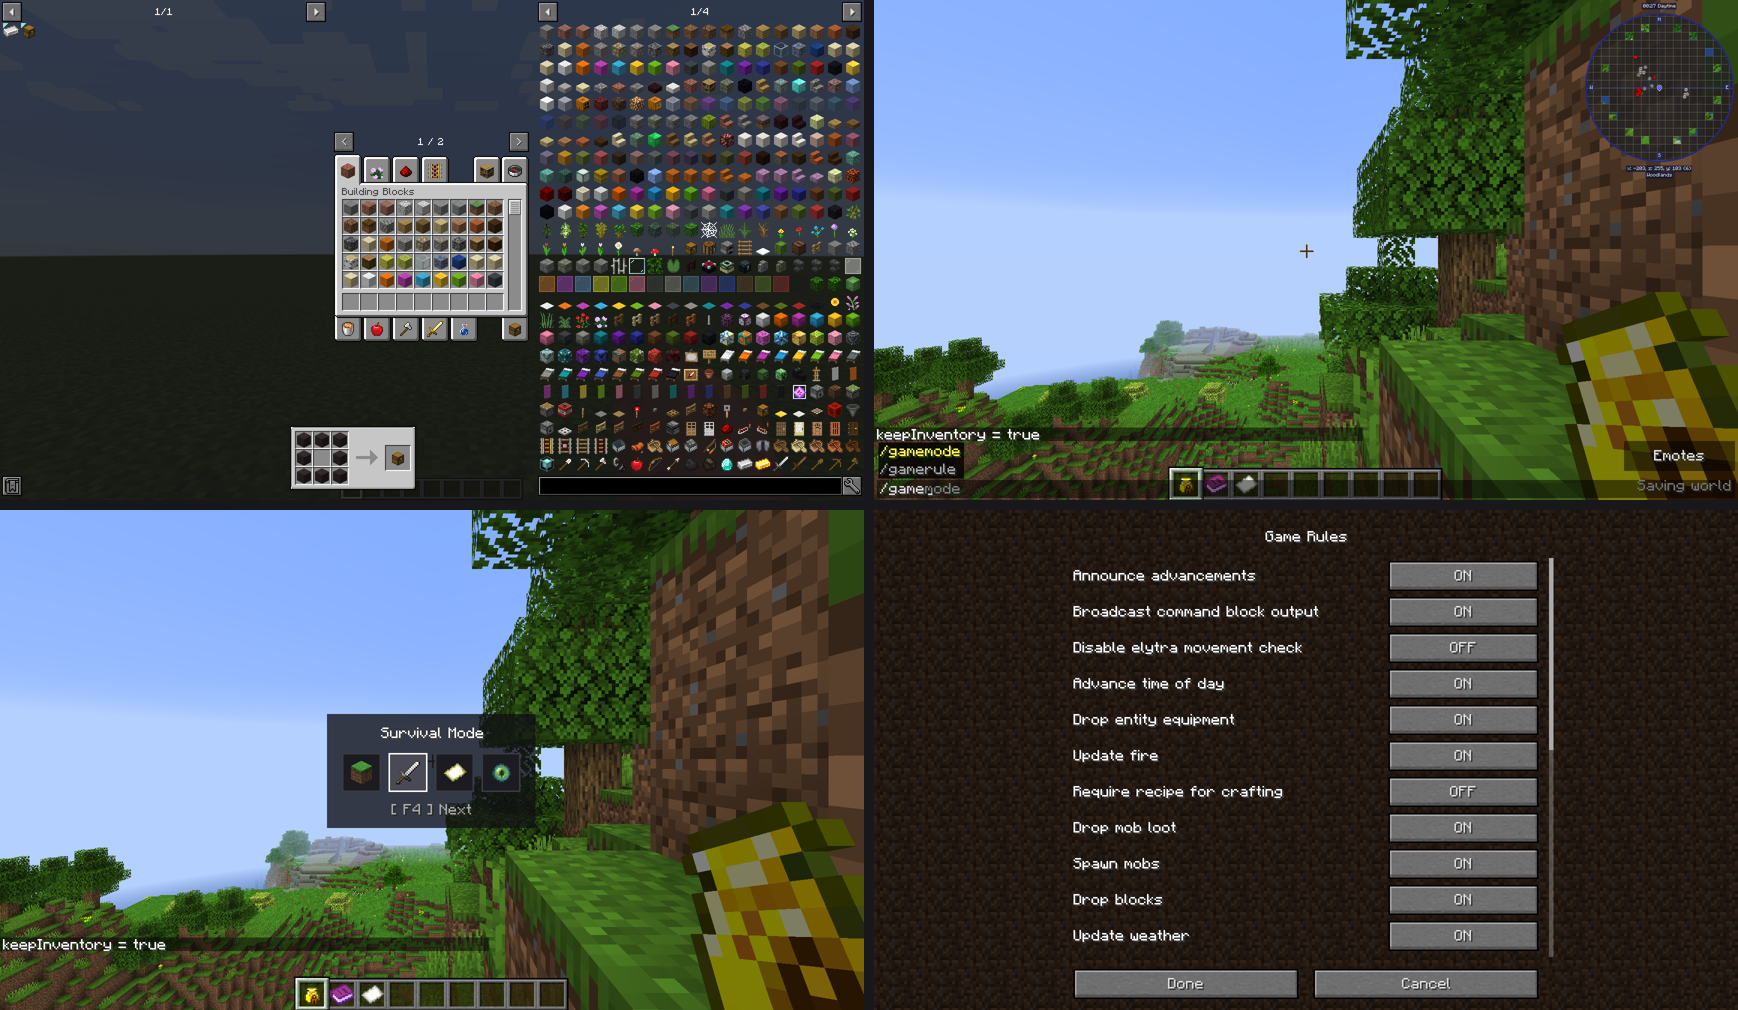 1/1
1/4
1 / 2
Building Blocks
0027 Daytime
N
W
E
S
Woodlands
keepInventory = true
/gamemode
/gamerule
/gamemode
Emotes
Saving world
Survival Mode
[ F4 ] Next
keepInventory = true
Game Rules
Announce advancements ON
Broadcast command block output ON
Disable elytra movement check OFF
Advance time of day ON
Drop entity equipment ON
Update fire ON
Require recipe for crafting OFF
Drop mob loot ON
Spawn mobs ON
Drop blocks ON
Update weather ON
Done Cancel